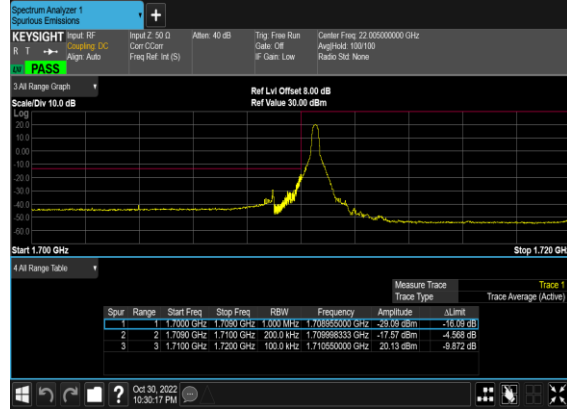 Spectrum Analyzer 1
Spurious Emissions
KEYSIGHT Input: RF Input Z: 50 Ω Atten: 40 dB Trig: Free Run Center Freq: 22.005000000 GHz
R T Coupling: DC Corr CCorr Gate: Off Avg|Hold: 100/100
Align: Auto Freq Ref: Int (S) IF Gain: Low Radio Std: None
PASS
3 All Range Graph
Ref Lvl Offset 8.00 dB
Scale/Div 10.0 dB Ref Value 30.00 dBm
Log
20.0
10.0
0.00
-10.0
-20.0
-30.0
-40.0
-50.0
-60.0
Start 1.700 GHz Stop 1.720 GH
4 All Range Table
Measure Trace Trace 1
Trace Type Trace Average (Active)
Spur Range Start Freq Stop Freq RBW Frequency Amplitude ΔLimit
1 1 1.7000 GHz 1.7090 GHz 1.000 MHz 1.708955000 GHz -29.09 dBm -16.09 dB
2 2 1.7090 GHz 1.7100 GHz 200.0 kHz 1.709998333 GHz -17.57 dBm -4.568 dB
3 3 1.7100 GHz 1.7200 GHz 100.0 kHz 1.710550000 GHz 20.13 dBm -9.872 dB
Oct 30, 2022
10:30:17 PM